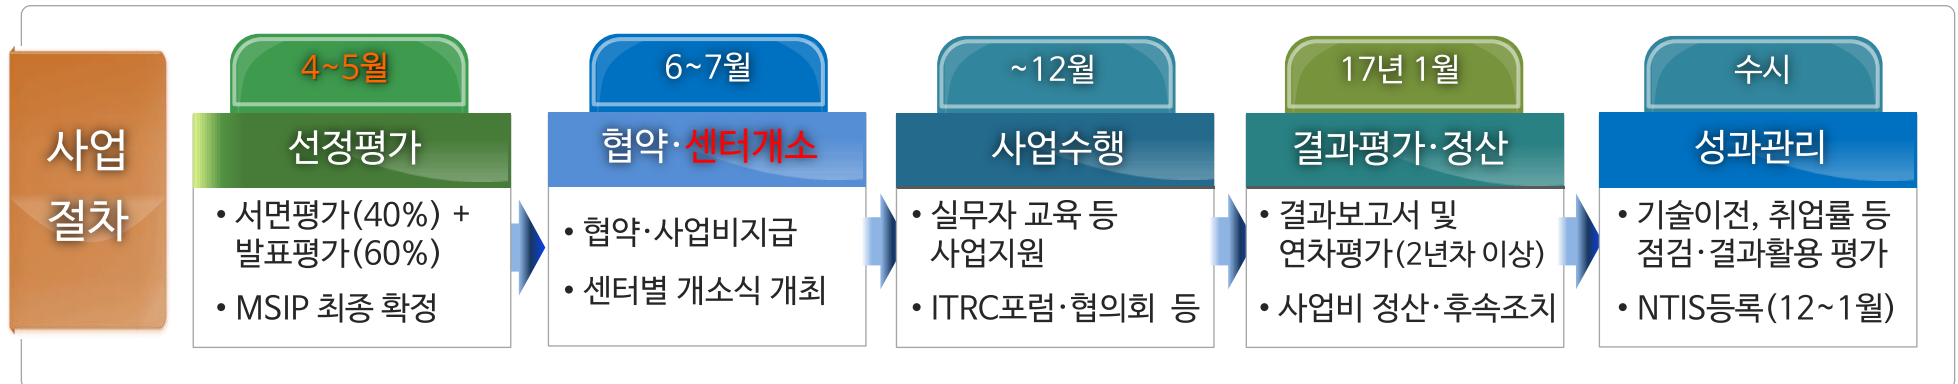 사업
절차
4~5월
선정평가
• 서면평가(40%) +
발표평가(60%)
• MSIP 최종 확정
6~7월
협약·센터개소
• 협약·사업비지급
• 센터별 개소식 개최
~12월
사업수행
• 실무자 교육 등
사업지원
• ITRC포럼·협의회 등
17년 1월
결과평가·정산
• 결과보고서 및
연차평가(2년차 이상)
• 사업비 정산·후속조치
수시
성과관리
• 기술이전, 취업률 등
점검·결과활용 평가
• NTIS등록(12~1월)